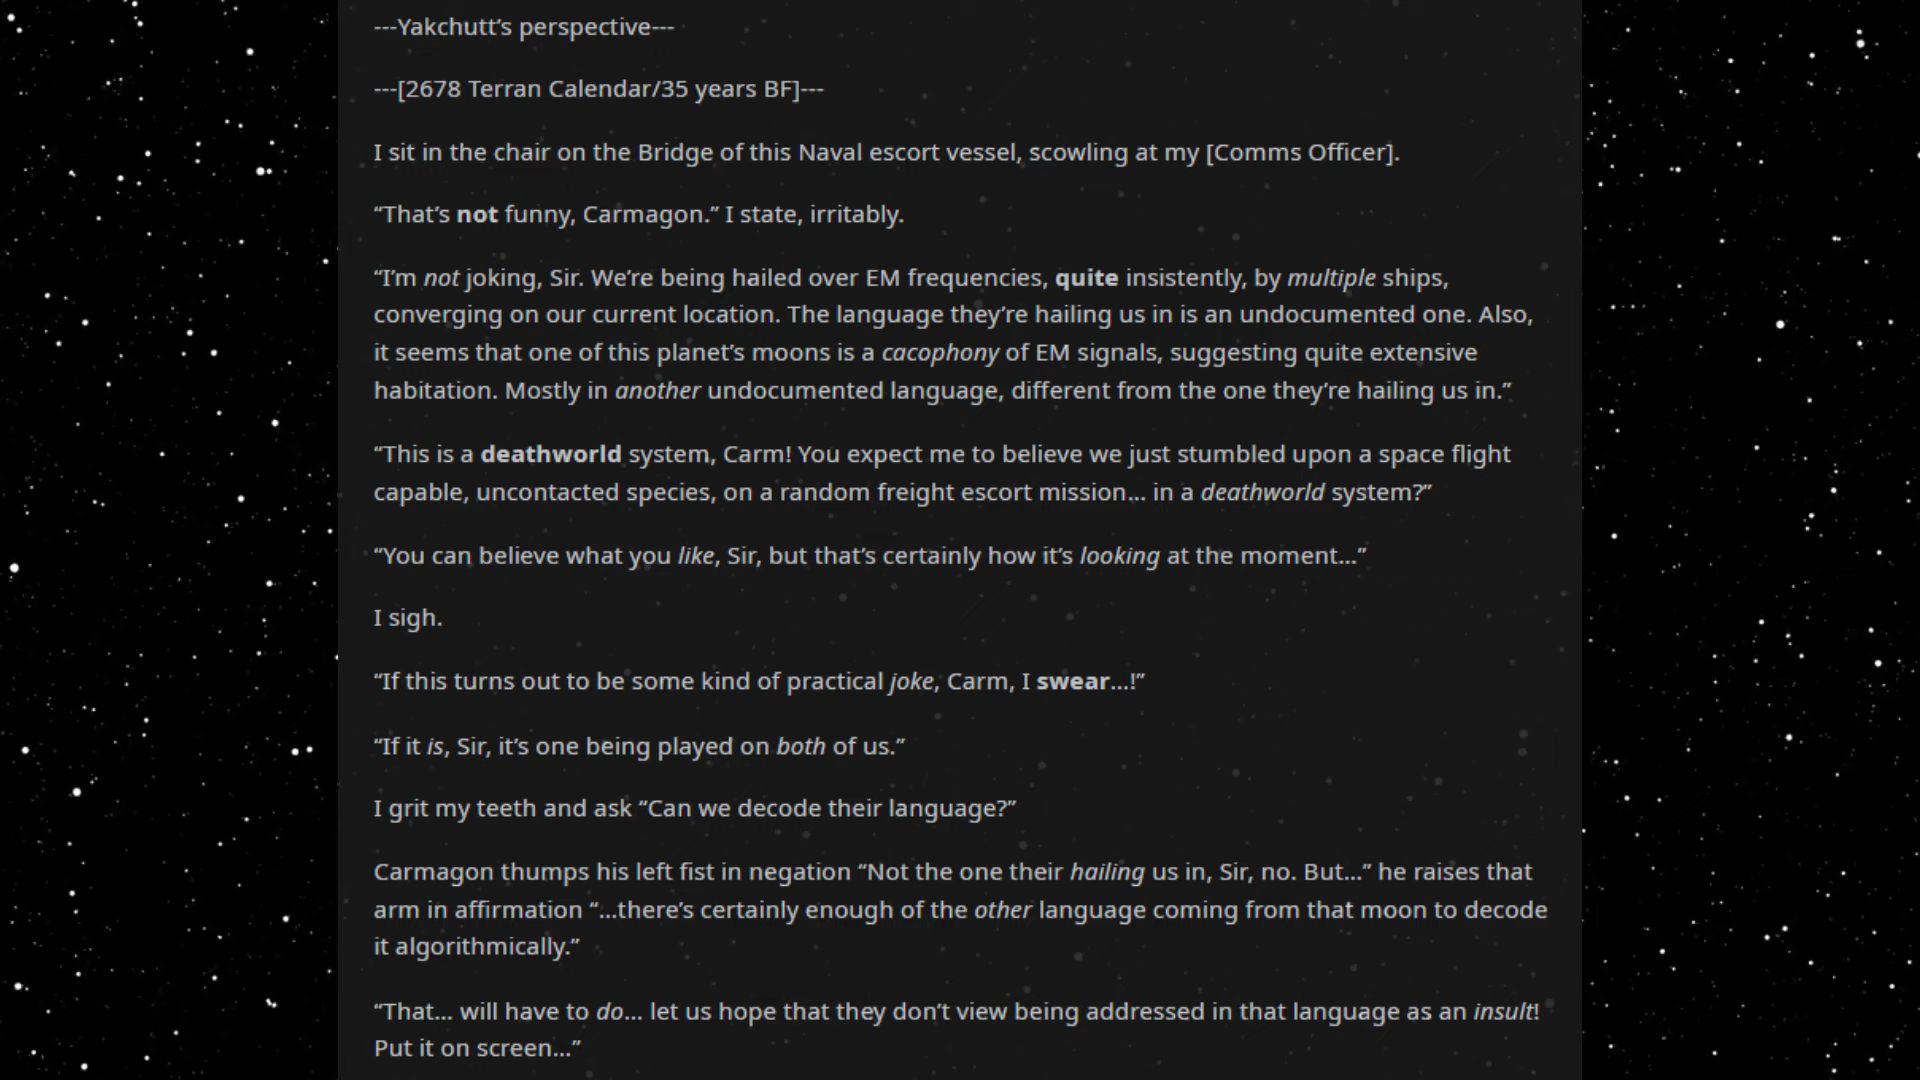 ---Yakchutt’s perspective---
---[2678 Terran Calendar/35 years BF]---
I sit in the chair on the Bridge of this Naval escort vessel, scowling at my [Comms Officer].
“That’s not funny, Carmagon.” I state, irritably.
“I’m not joking, Sir. We’re being hailed over EM frequencies, quite insistently, by multiple ships,
converging on our current location. The language they’re hailing us in is an undocumented one. Also,
it seems that one of this planet’s moons is a cacophony of EM signals, suggesting quite extensive
habitation. Mostly in another undocumented language, different from the one they’re hailing us in.”
“This is a deathworld system, Carm! You expect me to believe we just stumbled upon a space flight
capable, uncontacted species, on a random freight escort mission... in a deathworld system?”
“You can believe what you like, Sir, but that’s certainly how it’s looking at the moment...”
I sigh.
“If this turns out to be some kind of practical joke, Carm, I swear...!”
“If it is, Sir, it’s one being played on both of us.”
I grit my teeth and ask “Can we decode their language?”
Carmagon thumps his left fist in negation “Not the one their hailing us in, Sir, no. But...” he raises that
arm in affirmation “...there’s certainly enough of the other language coming from that moon to decode
it algorithmically.”
“That... will have to do... let us hope that they don’t view being addressed in that language as an insult!
Put it on screen...”